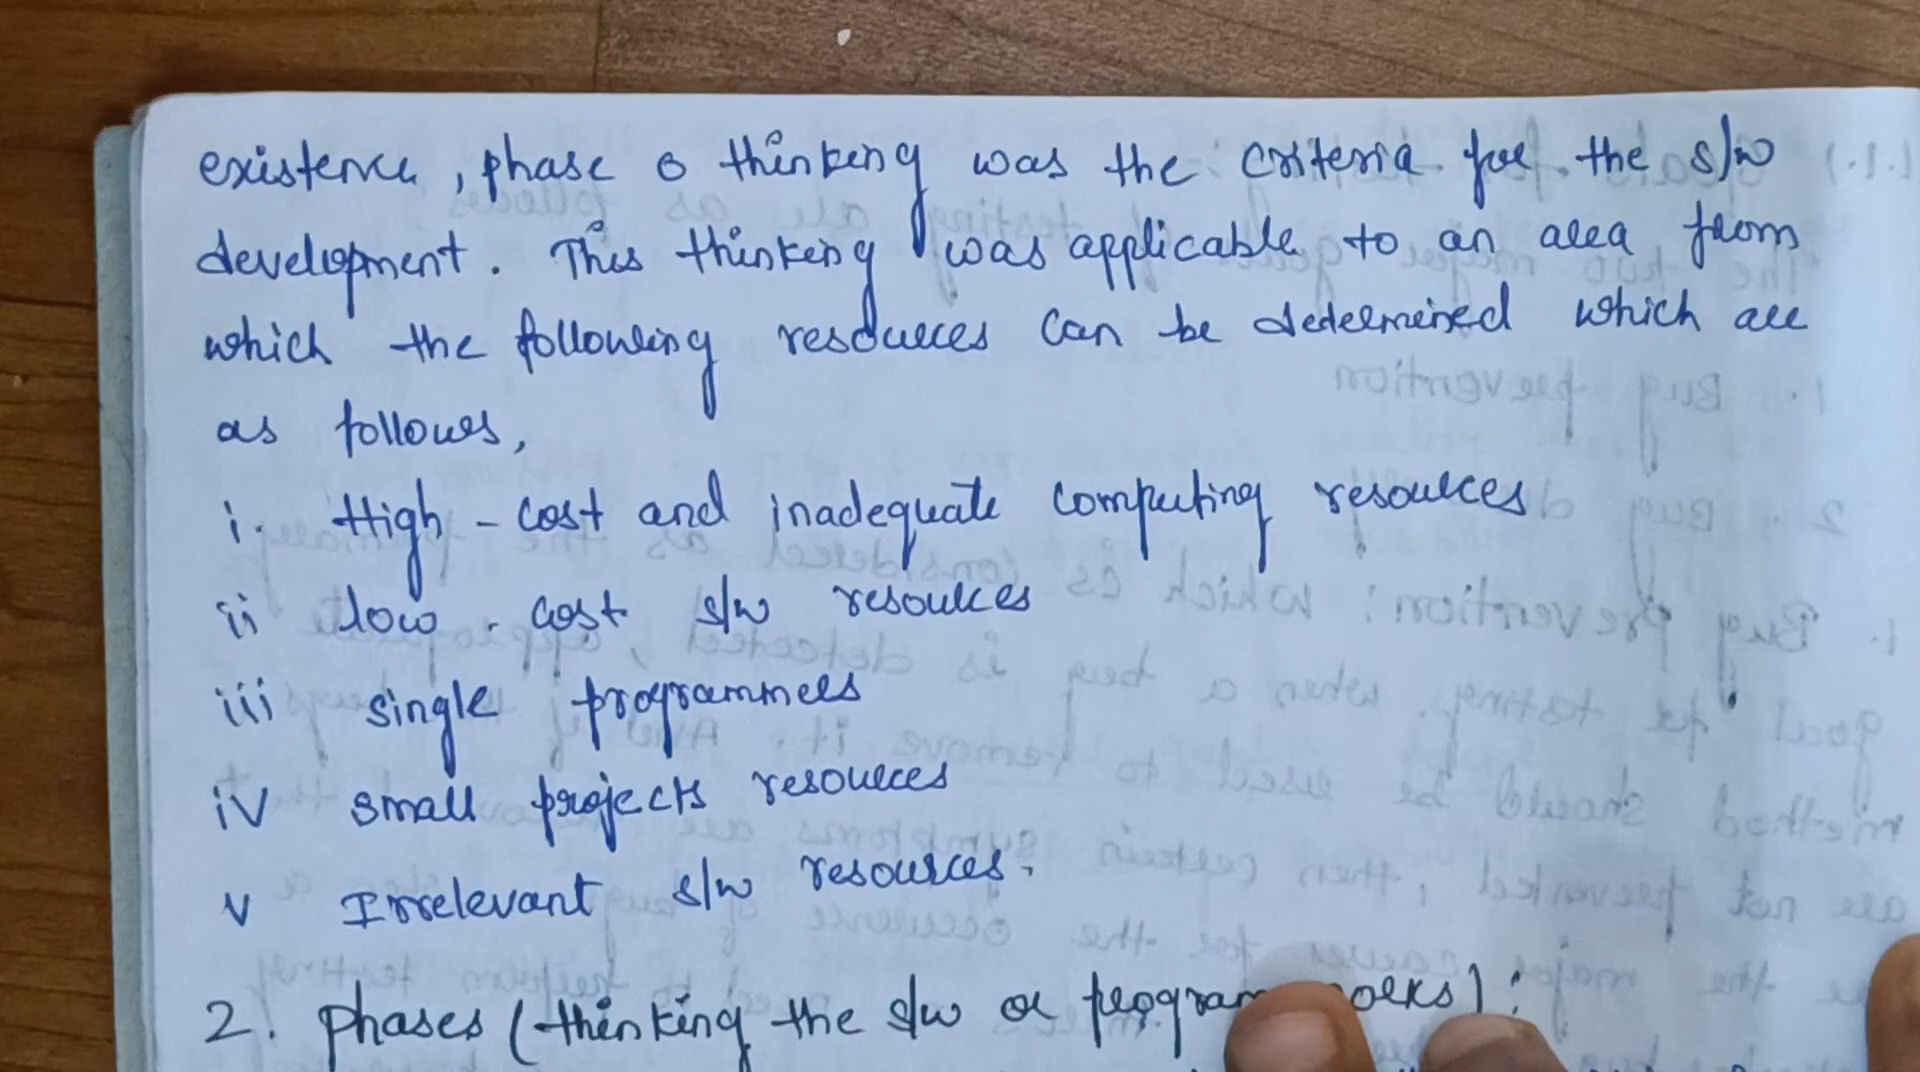 existence, phase 0 thinking was the criteria for the s/w
development. This thinking was applicable to an area from
which the following resources can be determined which are
as follows,
i. High - cost and inadequate computing resources
ii low - cost s/w resources
iii single programmers
iv small projects resources
v Irrelevant s/w resources.
2. phases (thinking the s/w or program works) :